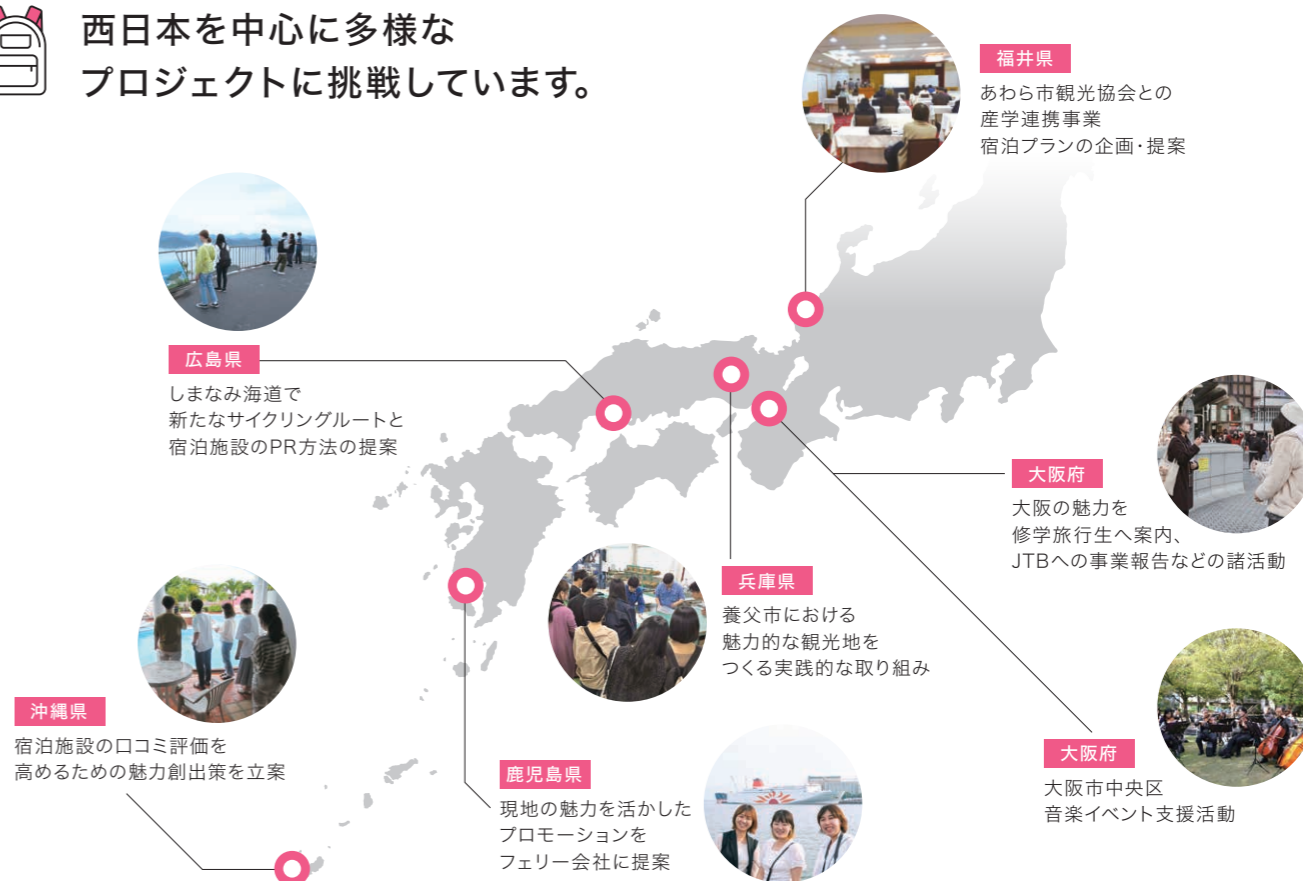 西日本を中心に多様な
プロジェクトに挑戦しています。
福井県
あわら市観光協会との
産学連携事業
宿泊プランの企画・提案
広島県
しまなみ海道で
新たなサイクリングルートと
宿泊施設のPR方法の提案
大阪府
大阪の魅力を
修学旅行生へ案内、
JTBへの事業報告などの諸活動
兵庫県
養父市における
魅力的な観光地を
つくる実践的な取り組み
沖縄県
宿泊施設の口コミ評価を
高めるための魅力創出策を立案
鹿児島県
現地の魅力を活かした
プロモーションを
フェリー会社に提案
大阪府
大阪市中央区
音楽イベント支援活動